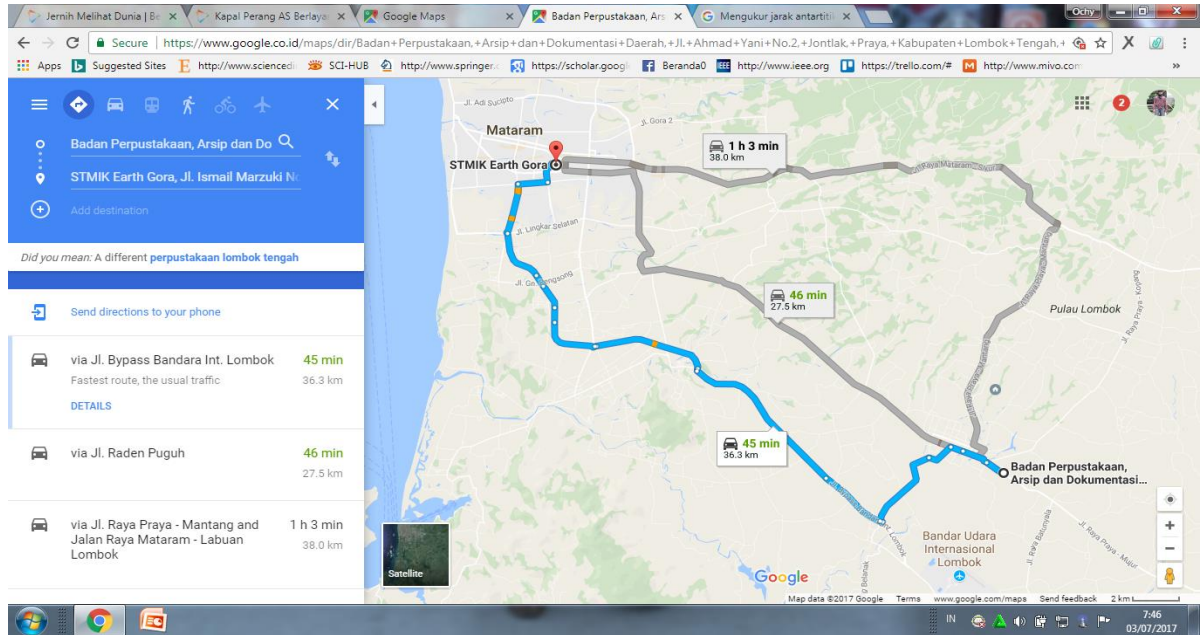 Jernih Melihat Dunia | Be
Kapal Perang AS Berlaya
Google Maps
Badan Perpustakaan, Ars
Mengukur jarak antartiti
Ochy
Secure | https://www.google.co.id/maps/dir/Badan+Perpustakaan,+Arsip+dan+Dokumentasi+Daerah,+Jl.+Ahmad+Yani+No.2,+Jontlak,+Praya,+Kabupaten+Lombok+Tengah,+
Apps
Suggested Sites
http://www.sciencedi
SCI-HUB
http://www.springer.c
https://scholar.googl
Beranda0
http://www.ieee.org
https://trello.com/#
http://www.mivo.com
»
Badan Perpustakaan, Arsip dan Do
STMIK Earth Gora, Jl. Ismail Marzuki No
Add destination
Did you mean: A different perpustakaan lombok tengah
Send directions to your phone
via Jl. Bypass Bandara Int. Lombok 45 min
Fastest route, the usual traffic 36.3 km
DETAILS
via Jl. Raden Puguh 46 min
27.5 km
via Jl. Raya Praya - Mantang and 1 h 3 min
Jalan Raya Mataram - Labuan 38.0 km
Lombok
Jl. Adi Sucipto
Jl. Gora 2
2
Mataram
1 h 3 min
38.0 km
STMIK Earth Gora
Jl. Lingkar Selatan
46 min
27.5 km
Pulau Lombok
45 min
36.3 km
Badan Perpustakaan,
Arsip dan Dokumentasi...
Bandar Udara
Internasional
Lombok
Jl. Raya Praya - Mujur
Satellite
Google
Map data ©2017 Google Terms www.google.com/maps Send feedback 2 km
IN
7:46
03/07/2017